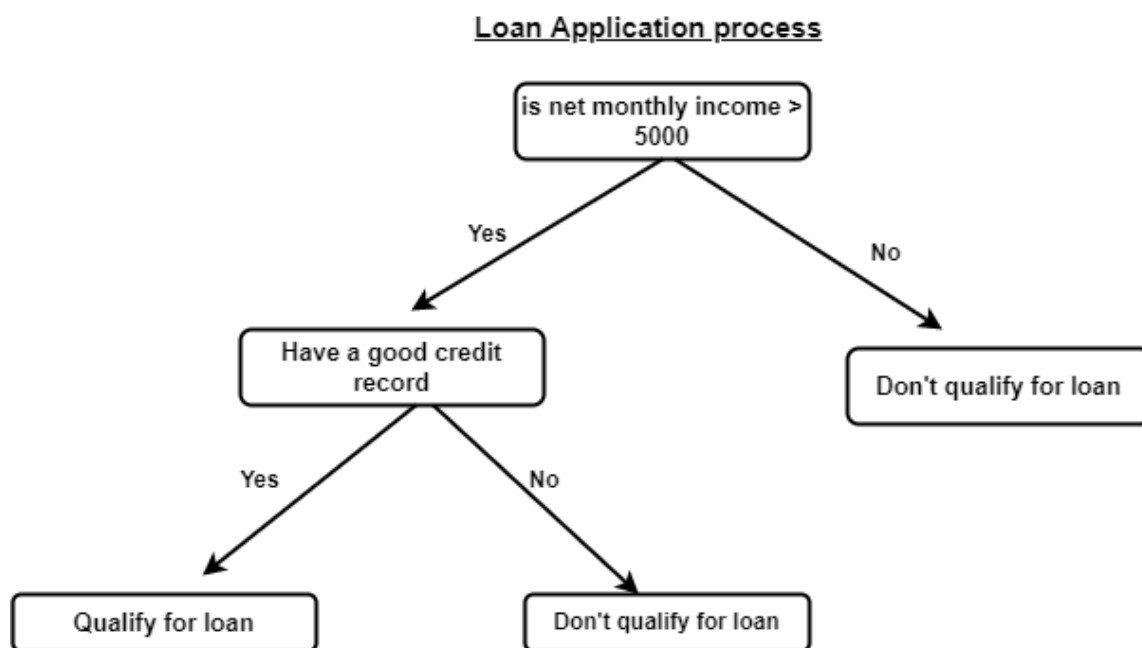 Loan Application process
is net monthly income >
5000
Yes
No
Have a good credit
record
Don't qualify for loan
Yes
No
Qualify for loan
Don't qualify for loan